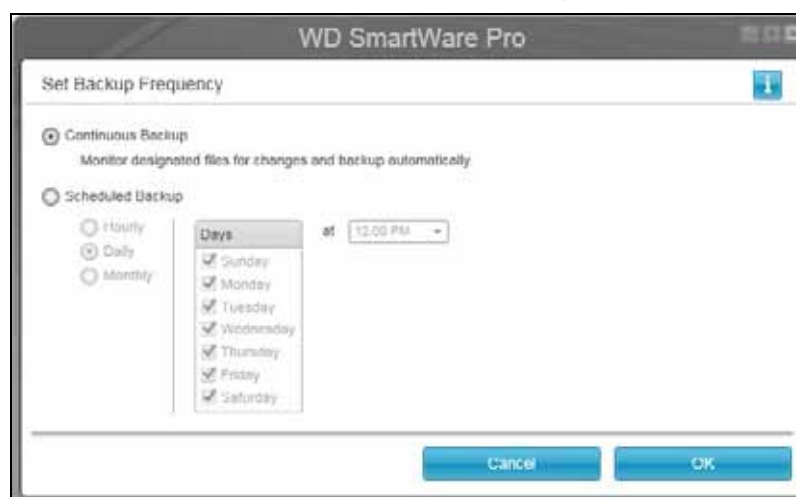 WD SmartWare Pro
Set Backup Frequency
Continuous Backup
Monitor designated files for changes and backup automatically
Scheduled Backup
Hourly
Daily
Monthly
Days
Sunday
Monday
Tuesday
Wednesday
Thursday
Friday
Saturday
at 12:00 PM
Cancel OK